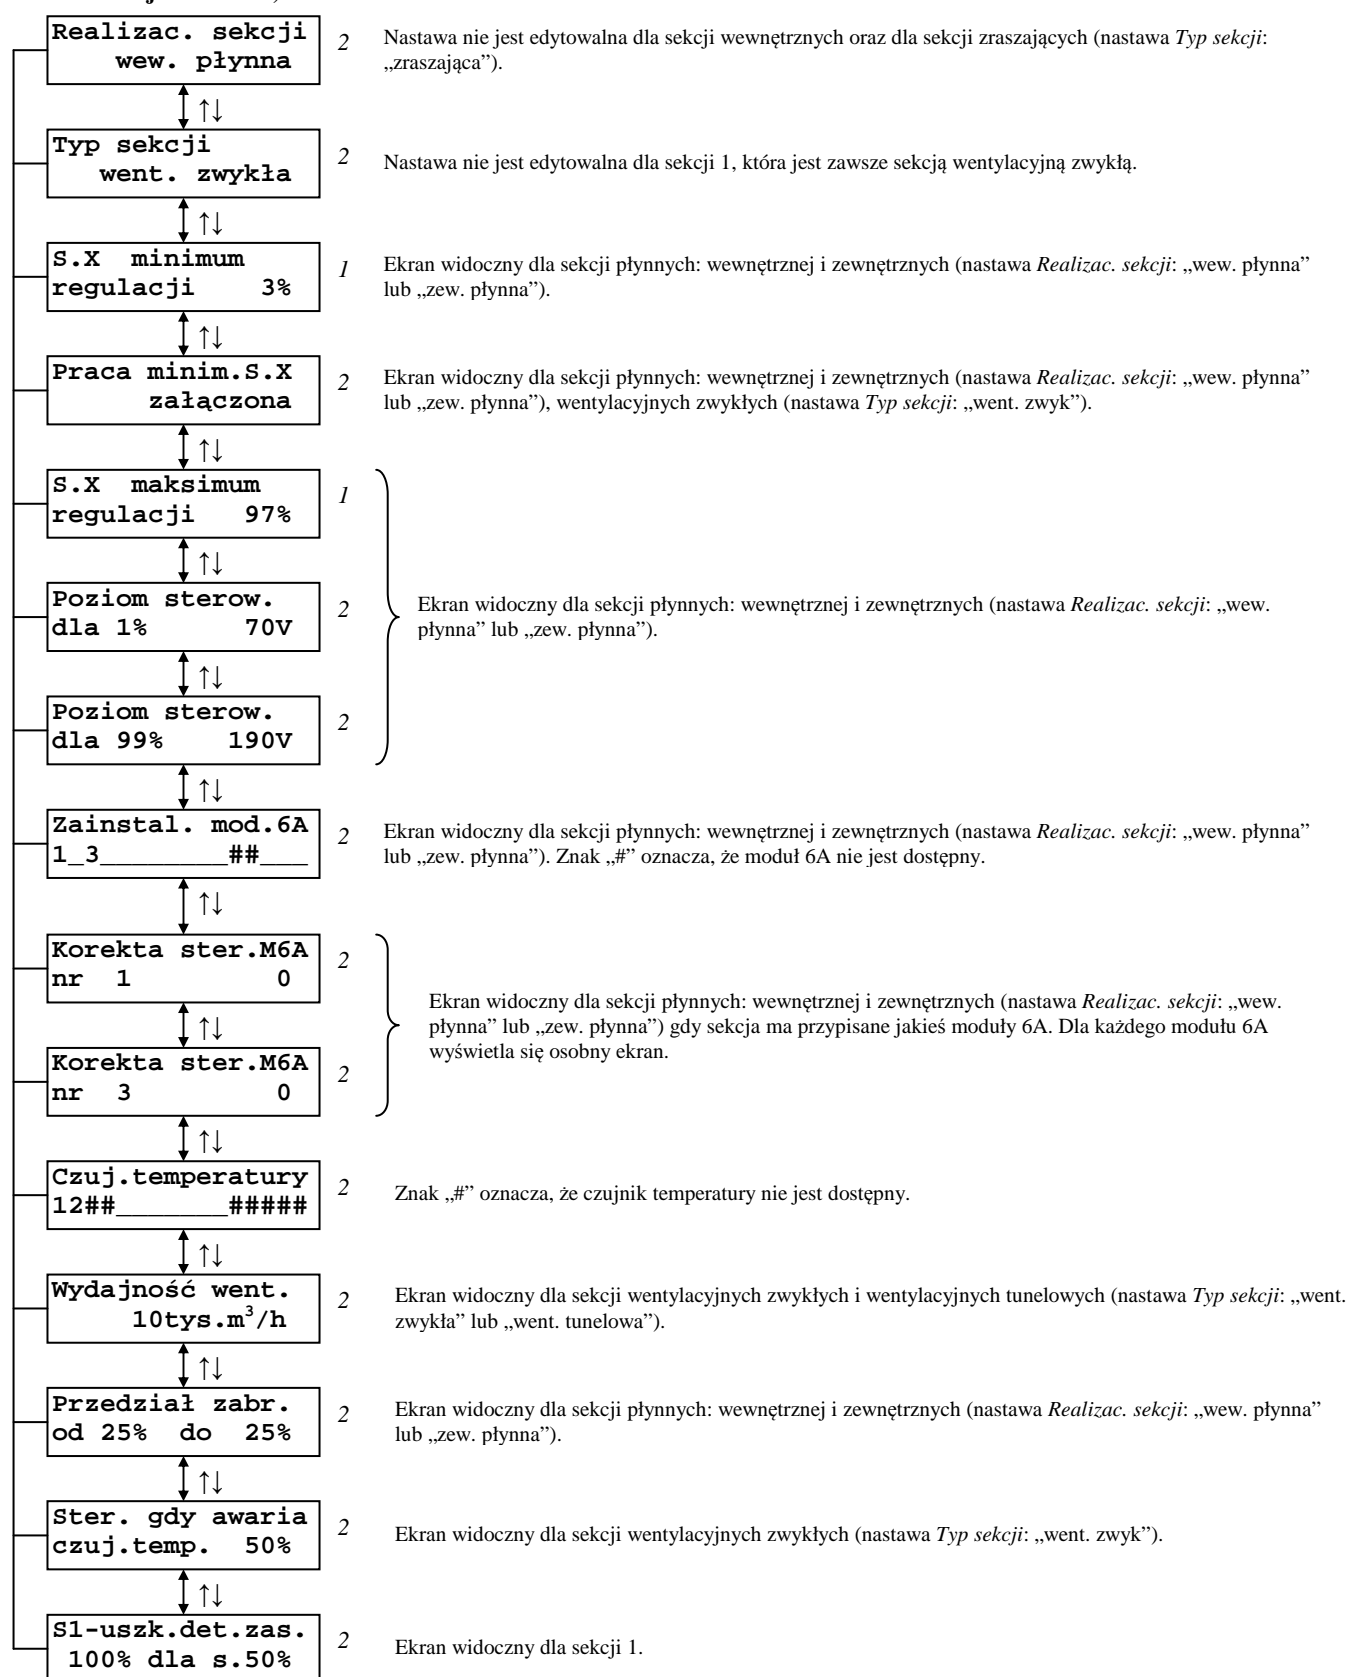 Realizac. sekcji
wew. płynna
2
Nastawa nie jest edytowalna dla sekcji wewnętrznych oraz dla sekcji zraszających (nastawa Typ sekcji:
„zraszająca”).
↑↓
Typ sekcji
went. zwykła
2
Nastawa nie jest edytowalna dla sekcji 1, która jest zawsze sekcją wentylacyjną zwykłą.
↑↓
S.X minimum
regulacji 3%
1
Ekran widoczny dla sekcji płynnych: wewnętrznej i zewnętrznych (nastawa Realizac. sekcji: „wew. płynna”
lub „zew. płynna”).
↑↓
Praca minim.S.X
załączona
2
Ekran widoczny dla sekcji płynnych: wewnętrznej i zewnętrznych (nastawa Realizac. sekcji: „wew. płynna”
lub „zew. płynna”), wentylacyjnych zwykłych (nastawa Typ sekcji: „went. zwyk”).
↑↓
S.X maksimum
regulacji 97%
1
↑↓
Poziom sterow.
dla 1% 70V
2
Ekran widoczny dla sekcji płynnych: wewnętrznej i zewnętrznych (nastawa Realizac. sekcji: „wew.
płynna” lub „zew. płynna”).
↑↓
Poziom sterow.
dla 99% 190V
2
↑↓
Zainstal. mod.6A
1_3________##___
2
Ekran widoczny dla sekcji płynnych: wewnętrznej i zewnętrznych (nastawa Realizac. sekcji: „wew. płynna”
lub „zew. płynna”). Znak „#” oznacza, że moduł 6A nie jest dostępny.
↑↓
Korekta ster.M6A
nr 1 0
2
Ekran widoczny dla sekcji płynnych: wewnętrznej i zewnętrznych (nastawa Realizac. sekcji: „wew.
płynna” lub „zew. płynna”) gdy sekcja ma przypisane jakieś moduły 6A. Dla każdego modułu 6A
wyświetla się osobny ekran.
↑↓
Korekta ster.M6A
nr 3 0
2
↑↓
Czuj.temperatury
12##_______#####
2
Znak „#” oznacza, że czujnik temperatury nie jest dostępny.
↑↓
Wydajność went.
10tys.m³/h
2
Ekran widoczny dla sekcji wentylacyjnych zwykłych i wentylacyjnych tunelowych (nastawa Typ sekcji: „went.
zwykła” lub „went. tunelowa”).
↑↓
Przedział zabr.
od 25% do 25%
2
Ekran widoczny dla sekcji płynnych: wewnętrznej i zewnętrznych (nastawa Realizac. sekcji: „wew. płynna”
lub „zew. płynna”).
↑↓
Ster. gdy awaria
czuj.temp. 50%
2
Ekran widoczny dla sekcji wentylacyjnych zwykłych (nastawa Typ sekcji: „went. zwyk”).
↑↓
S1-uszk.det.zas.
100% dla s.50%
2
Ekran widoczny dla sekcji 1.